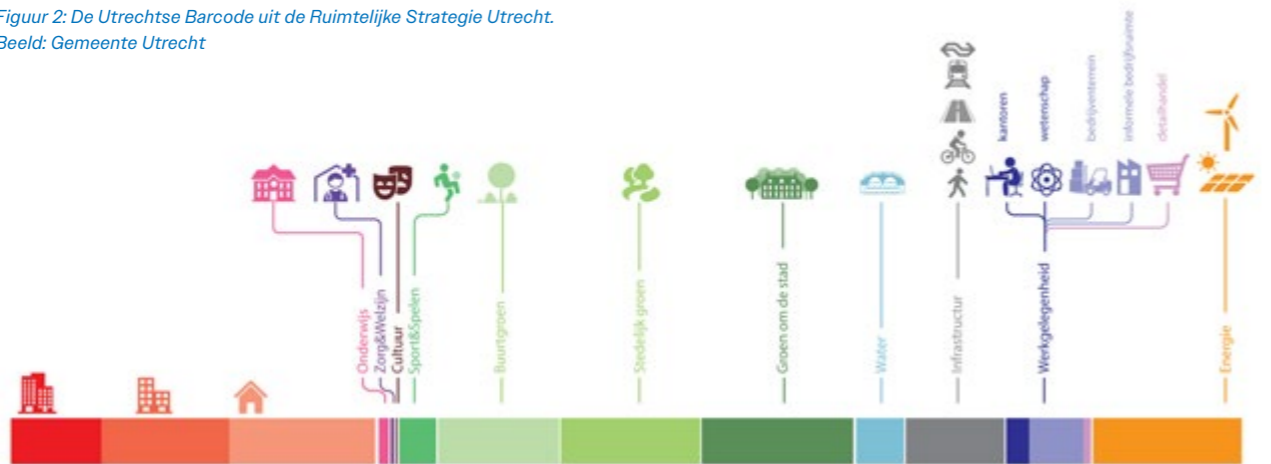 Figuur 2: De Utrechtse Barcode uit de Ruimtelijke Strategie Utrecht.
Beeld: Gemeente Utrecht
kantoren
wetenschap
bedrijventerrein
informele bedrijfsruimte
detailhandel
Onderwijs
Zorg&Welzijn
Cultuur
Sport&Spelen
Buurtgroen
Stedelijk groen
Groen om de stad
Water
Infrastructur
Werkgelegenheid
Energie